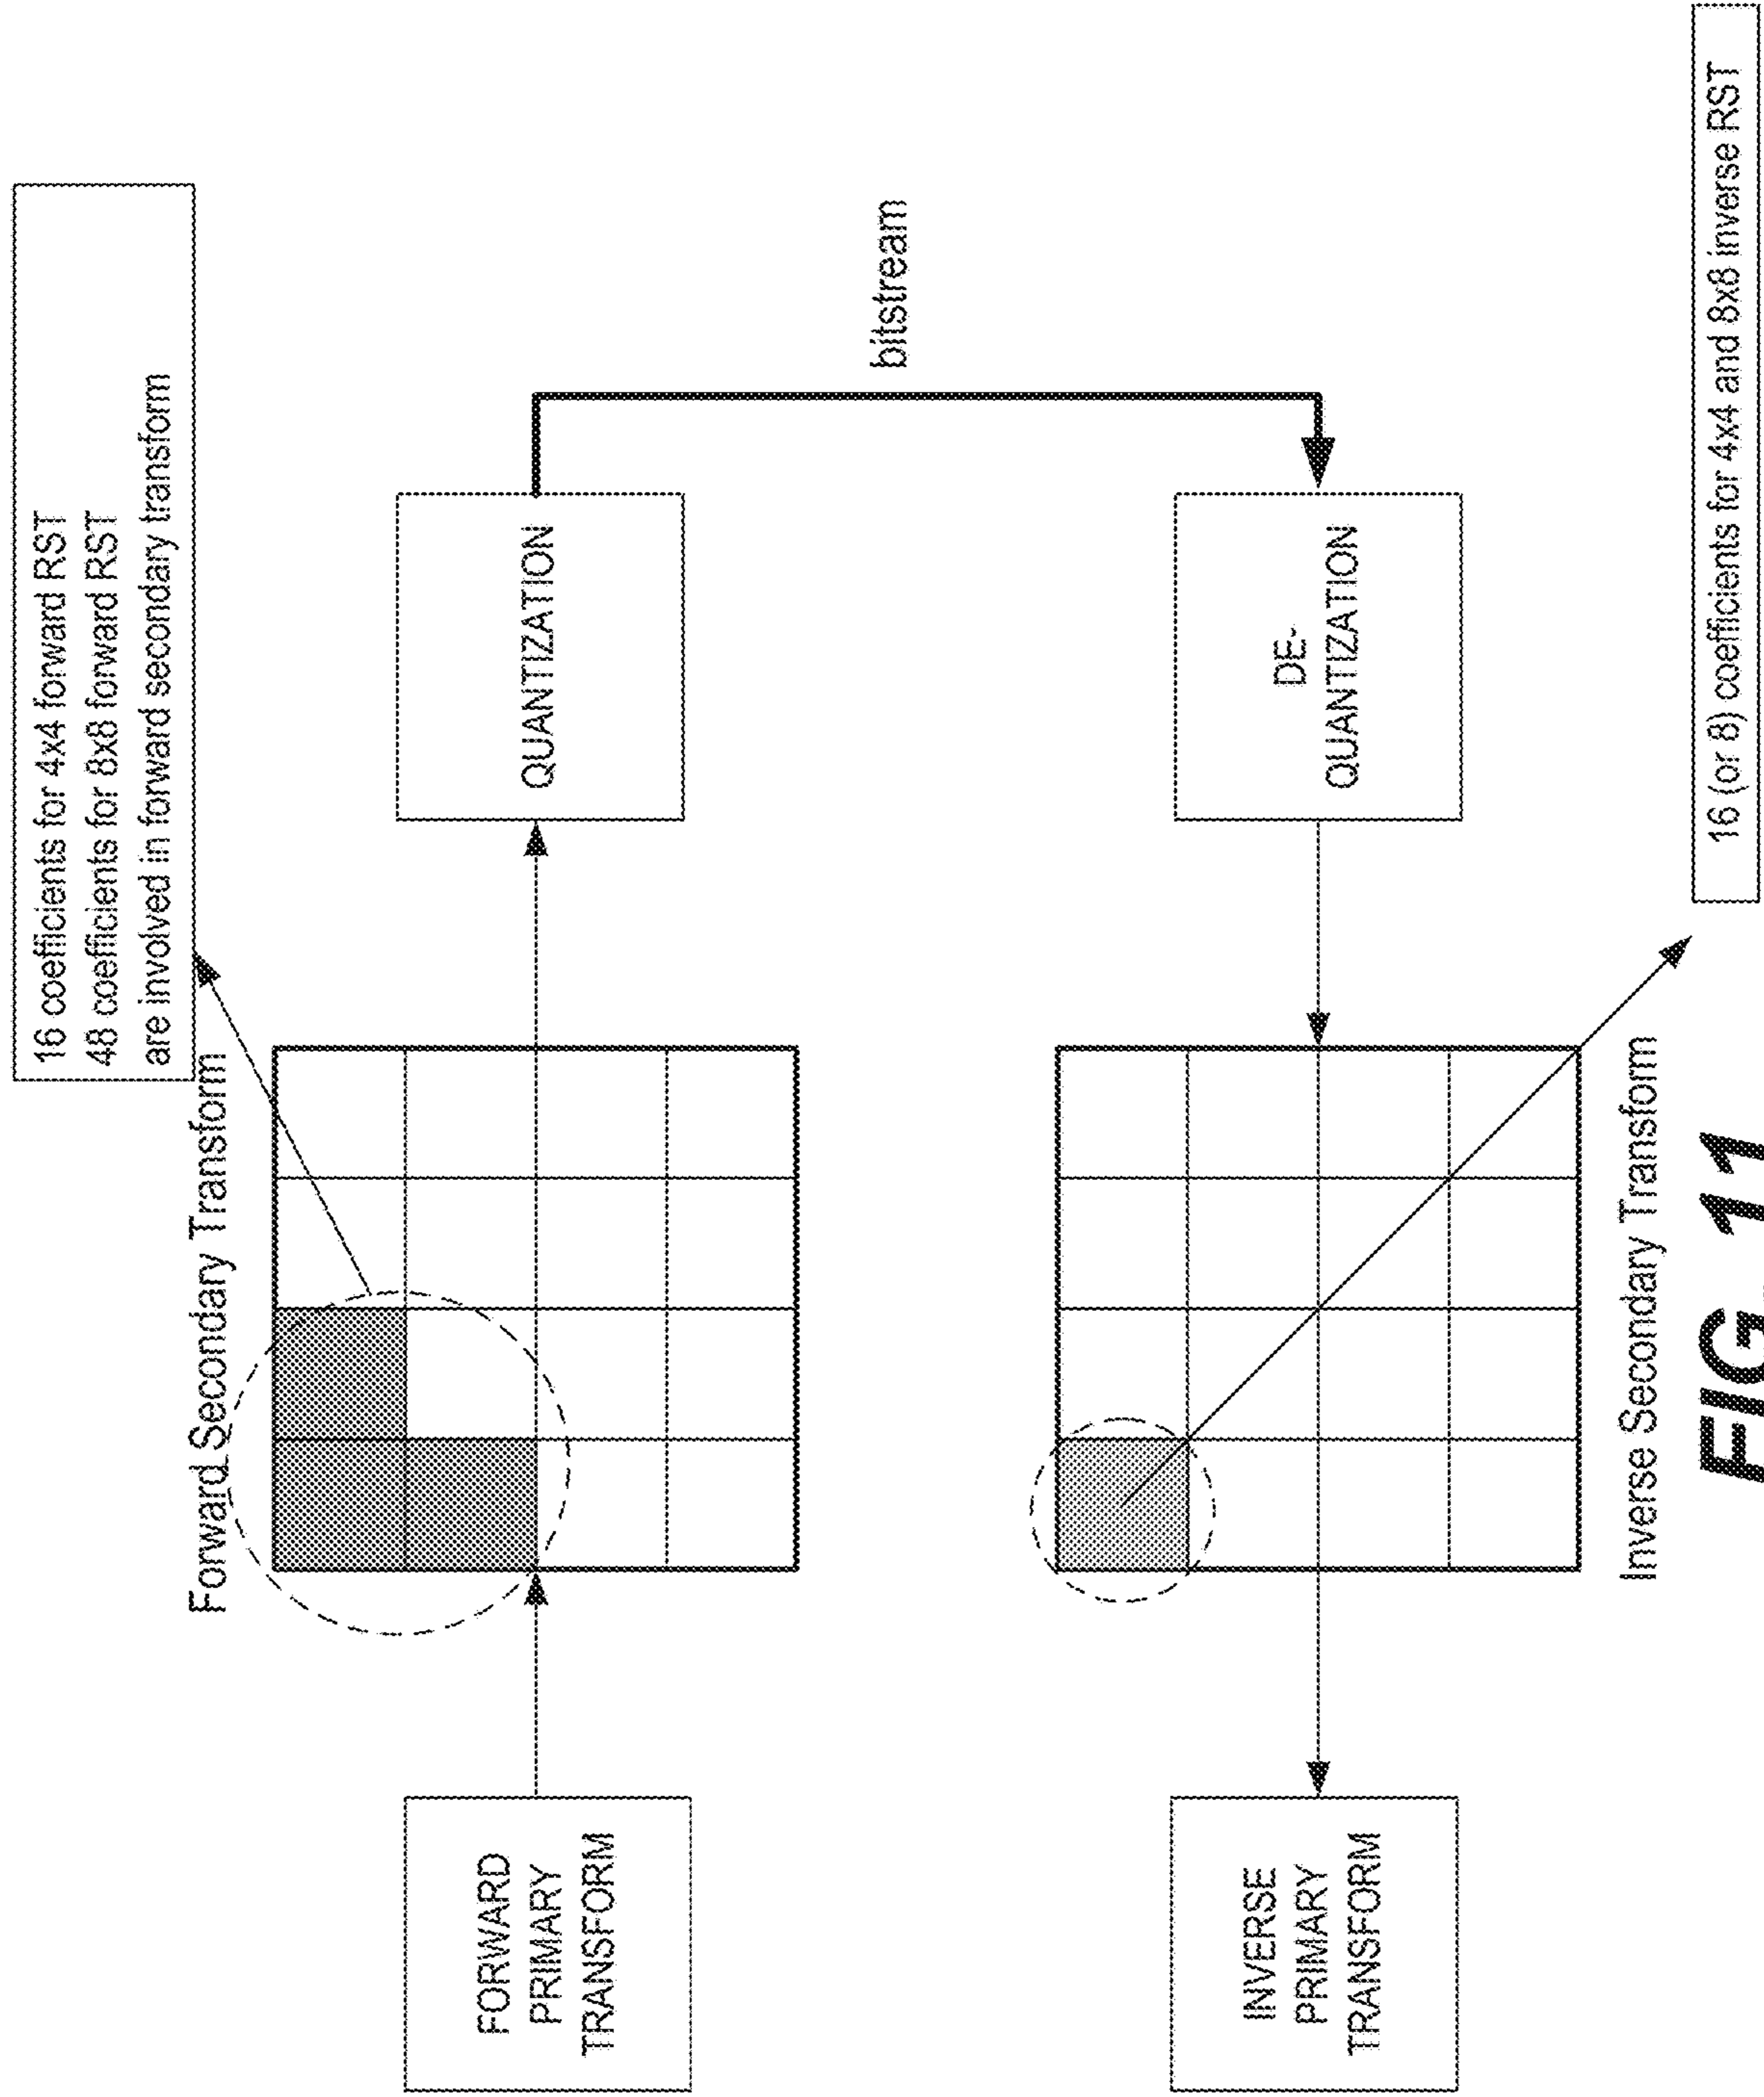 16 coefficients for 4x4 forward RST
48 coefficients for 8x8 forward RST
are involved in forward secondary transform
Forward Secondary Transform
FORWARD
PRIMARY
TRANSFORM
QUANTIZATION
bitstream
INVERSE
PRIMARY
TRANSFORM
DE-
QUANTIZATION
Inverse Secondary Transform
16 (or 8) coefficients for 4x4 and 8x8 inverse RST
FIG. 11